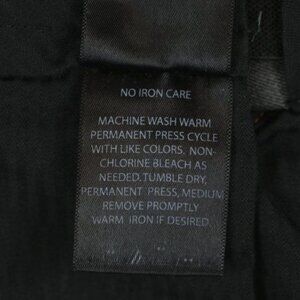 NO IRON CARE
MACHINE WASH WARM
PERMANENT PRESS CYCLE
WITH LIKE COLORS. NON-
CHLORINE BLEACH AS
NEEDED. TUMBLE DRY,
PERMANENT PRESS, MEDIUM
REMOVE PROMPTLY
WARM IRON IF DESIRED